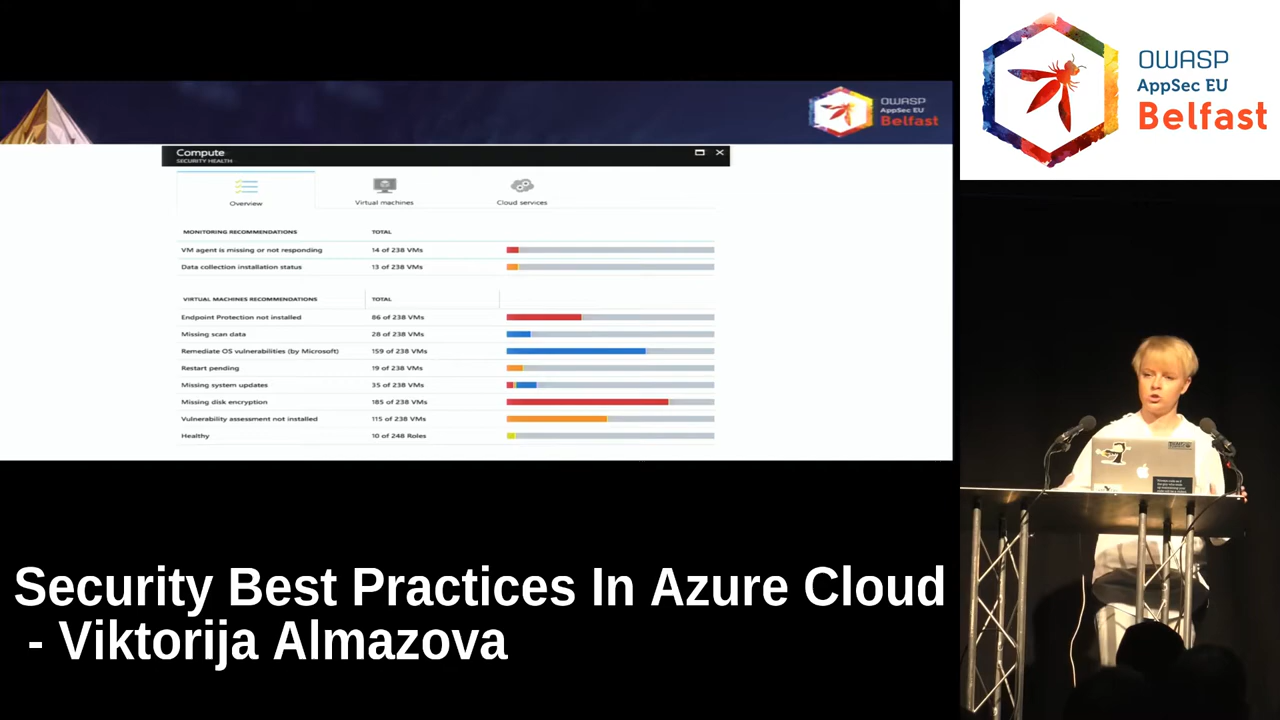 OWASP
AppSec EU
Belfast
OWASP
AppSec EU
Belfast
Compute
SECURITY HEALTH
Overview
Virtual machines
Cloud services
MONITORING RECOMMENDATIONS TOTAL
VM agent is missing or not responding 14 of 238 VMs
Data collection installation status 13 of 238 VMs
VIRTUAL MACHINES RECOMMENDATIONS TOTAL
Endpoint Protection not installed 86 of 238 VMs
Missing scan data 28 of 238 VMs
Remediate OS vulnerabilities (by Microsoft) 159 of 238 VMs
Restart pending 19 of 238 VMs
Missing system updates 35 of 238 VMs
Missing disk encryption 185 of 238 VMs
Vulnerability assessment not installed 115 of 238 VMs
Healthy 10 of 248 Roles
Security Best Practices In Azure Cloud
- Viktorija Almazova